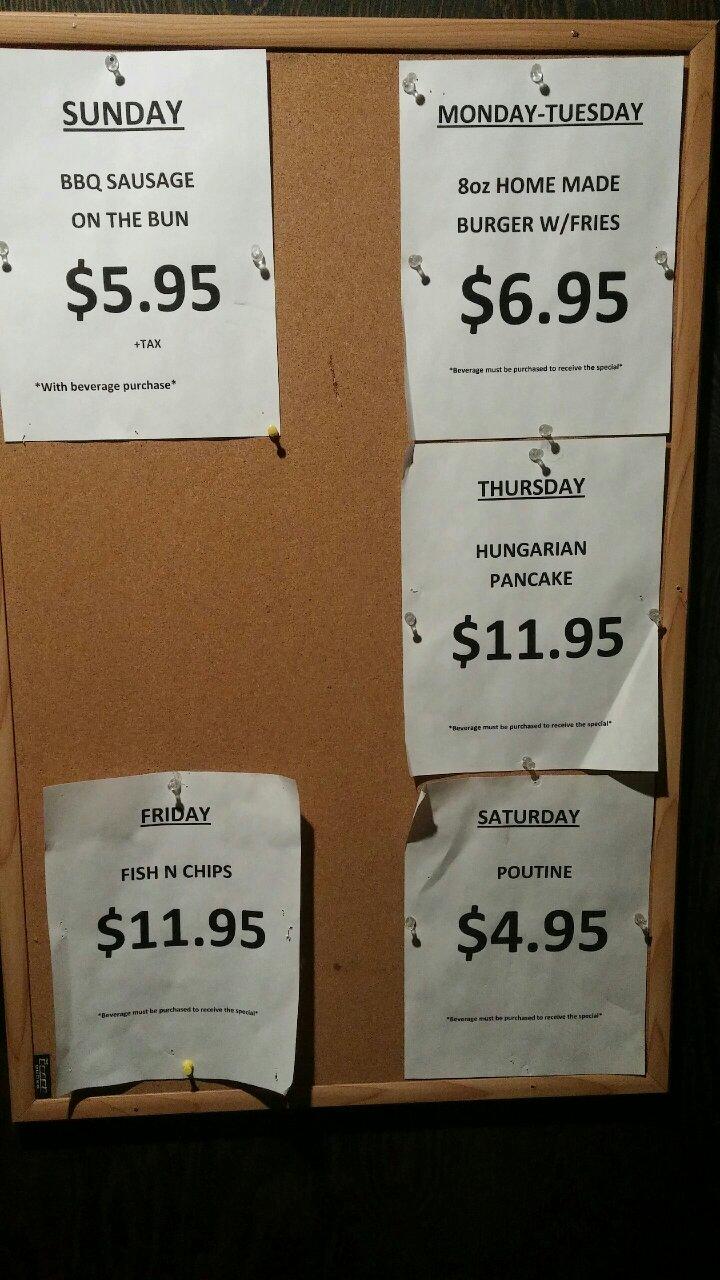 SUNDAY
BBQ SAUSAGE
ON THE BUN
$5.95
+TAX
*With beverage purchase*
MONDAY-TUESDAY
8oz HOME MADE
BURGER W/FRIES
$6.95
*Beverage must be purchased to receive the special*
THURSDAY
HUNGARIAN
PANCAKE
$11.95
*Beverage must be purchased to receive the special*
FRIDAY
FISH N CHIPS
$11.95
*Beverage must be purchased to receive the special*
SATURDAY
POUTINE
$4.95
*Beverage must be purchased to receive the special*